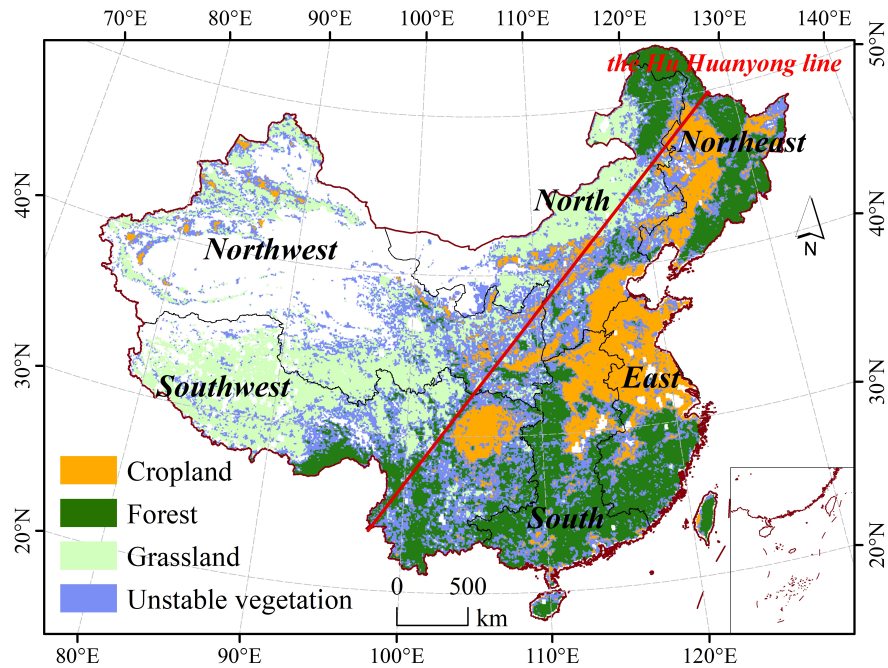 70°E 80°E 90°E 100°E 110°E 120°E 130°E 140°E
50°N
the Hu Huanyong line
Northeast
40°N
North
40°N
N
Northwest
30°N
Southwest
East
30°N
Cropland
Forest
South
20°N
20°N
Grassland
0 500
Unstable vegetation
km
80°E 90°E 100°E 110°E 120°E